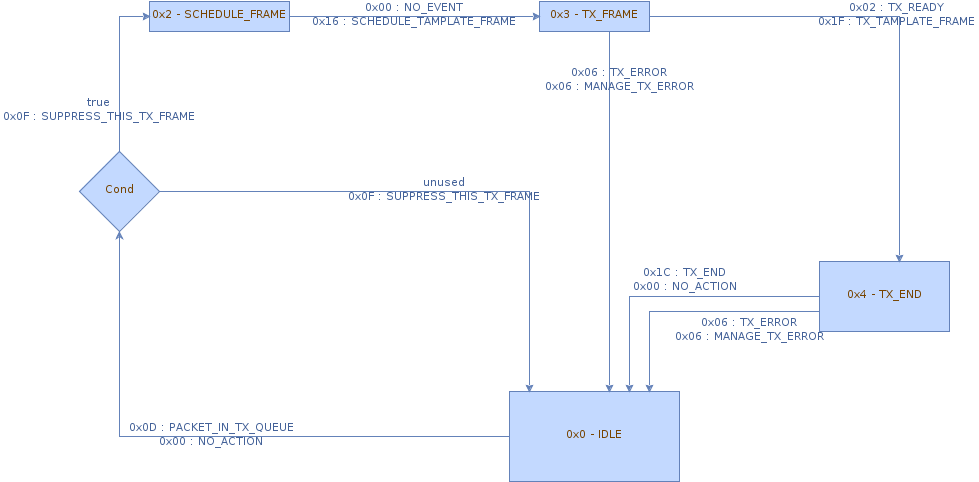 0x2 - SCHEDULE_FRAME
0x00 : NO_EVENT
0x16 : SCHEDULE_TAMPLATE_FRAME
0x3 - TX_FRAME
0x02 : TX_READY
0x1F : TX_TAMPLATE_FRAME
0x06 : TX_ERROR
0x06 : MANAGE_TX_ERROR
true
0x0F : SUPPRESS_THIS_TX_FRAME
Cond
unused
0x0F : SUPPRESS_THIS_TX_FRAME
0x1C : TX_END
0x00 : NO_ACTION
0x4 - TX_END
0x06 : TX_ERROR
0x06 : MANAGE_TX_ERROR
0x0D : PACKET_IN_TX_QUEUE
0x00 : NO_ACTION
0x0 - IDLE